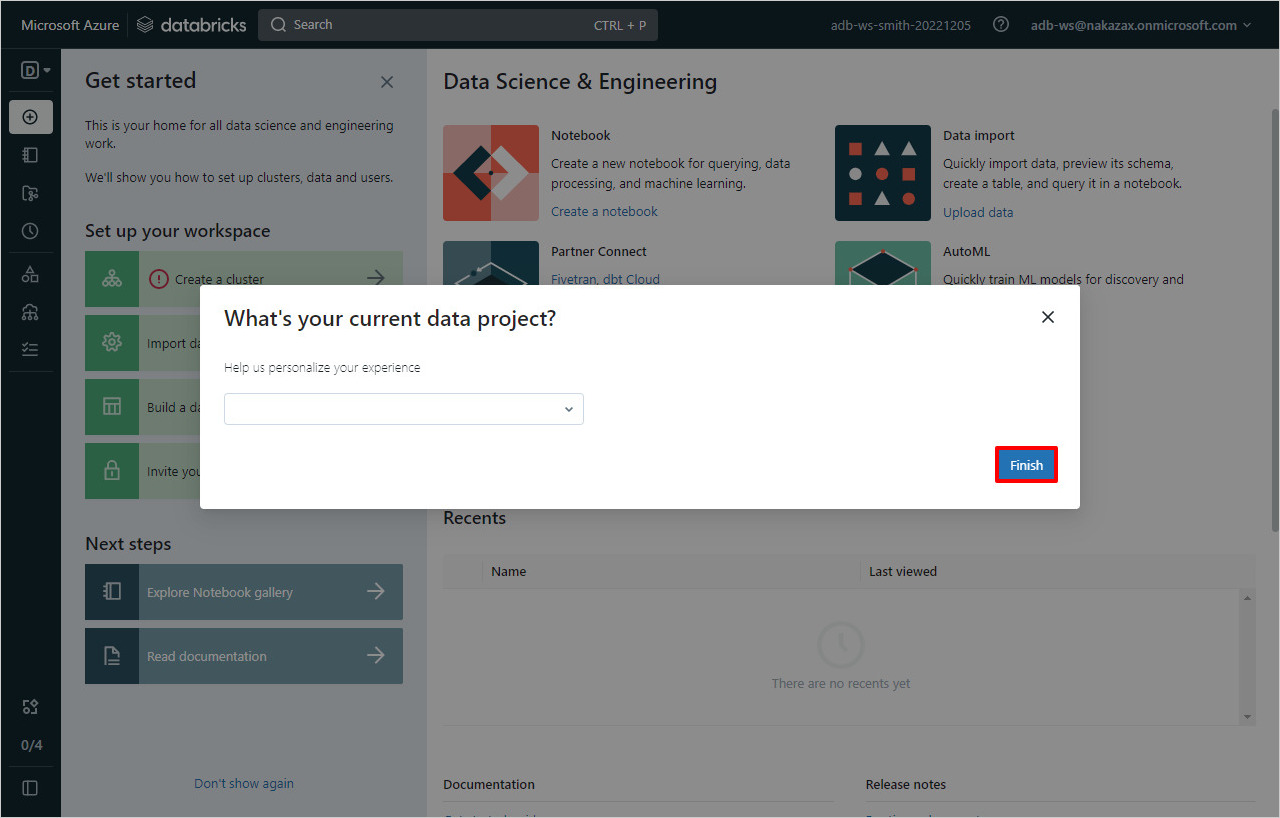 Microsoft Azure
databricks
Search
CTRL + P
adb-ws-smith-20221205
adb-ws@nakazax.onmicrosoft.com
D
0/4
Get started
This is your home for all data science and engineering
work.
We'll show you how to set up clusters, data and users.
Set up your workspace
Create a cluster
Import da
Build a da
Invite you
Next steps
Explore Notebook gallery
Read documentation
Don't show again
Data Science & Engineering
Notebook
Create a new notebook for querying, data
processing, and machine learning.
Create a notebook
Data import
Quickly import data, preview its schema,
create a table, and query it in a notebook.
Upload data
Partner Connect
Fivetran, dbt Cloud
AutoML
Quickly train ML models for discovery and
What's your current data project?
Help us personalize your experience
Finish
Recents
Name
Last viewed
There are no recents yet
Documentation
Release notes